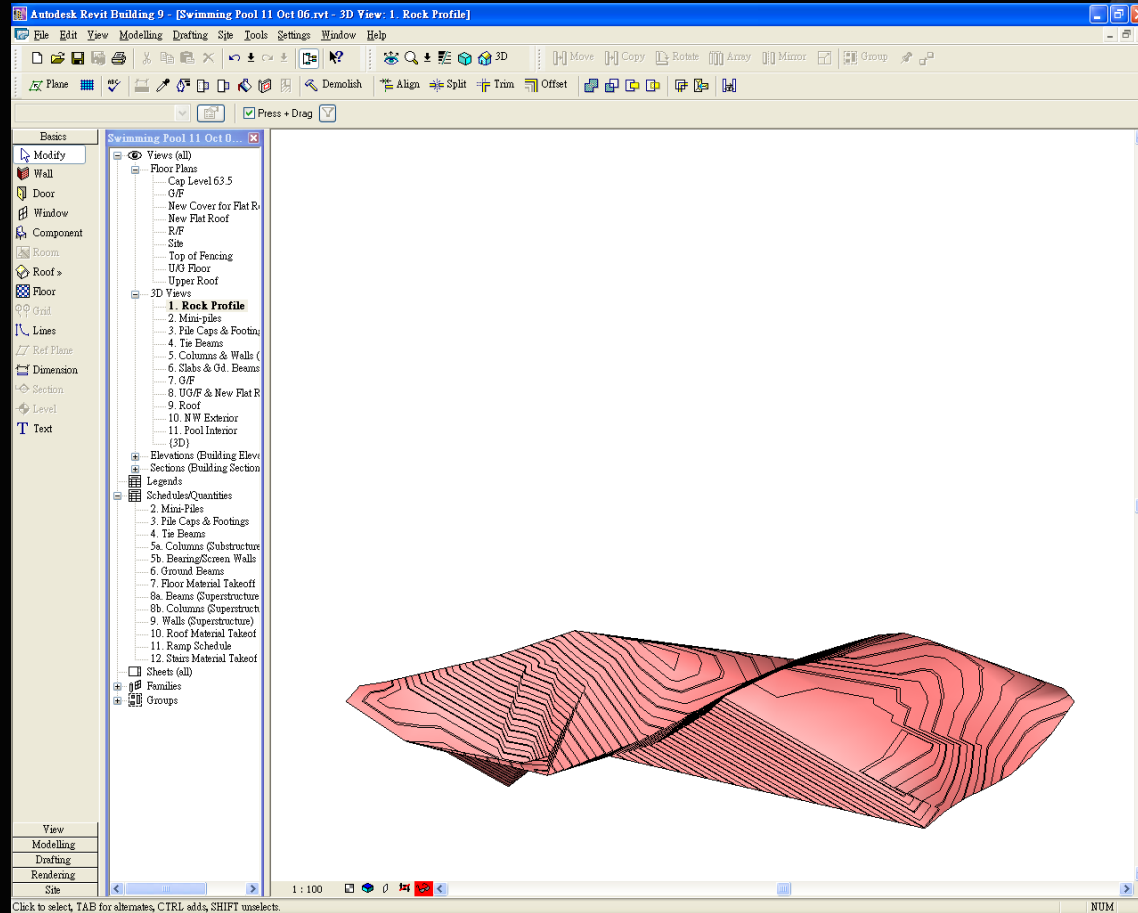 Autodesk Revit Building 9 - [Swimming Pool 11 Oct 06.rvt - 3D View: 1. Rock Profile]
File Edit View Modelling Drafting Site Tools Settings Window Help
3D Move Copy Rotate Array Mirror Group
Plane Demolish Align Split Trim Offset
Press + Drag
Basics
Modify
Wall
Door
Window
Component
Room
Roof »
Floor
Grid
Lines
Ref Plane
Dimension
Section
Level
Text
View
Modelling
Drafting
Rendering
Site
Swimming Pool 11 Oct 0...
Views (all)
Floor Plans
Cap Level 63.5
G/F
New Cover for Flat R
New Flat Roof
R/F
Site
Top of Fencing
U/G Floor
Upper Roof
3D Views
1. Rock Profile
2. Mini-piles
3. Pile Caps & Footing
4. Tie Beams
5. Columns & Walls (
6. Slabs & Gd. Beams
7. G/F
8. UG/F & New Flat R
9. Roof
10. NW Exterior
11. Pool Interior
{3D}
Elevations (Building Eleva
Sections (Building Section
Legends
Schedules/Quantities
2. Mini-Piles
3. Pile Caps & Footings
4. Tie Beams
5a. Columns (Substructure
5b. Bearing/Screen Walls
6. Ground Beams
7. Floor Material Takeoff
8a. Beams (Superstructure
8b. Columns (Superstruct
9. Walls (Superstructure)
10. Roof Material Takeof
11. Ramp Schedule
12. Stairs Material Takeof
Sheets (all)
Families
Groups
1 : 100
Click to select, TAB for alternates, CTRL adds, SHIFT unselects.
NUM